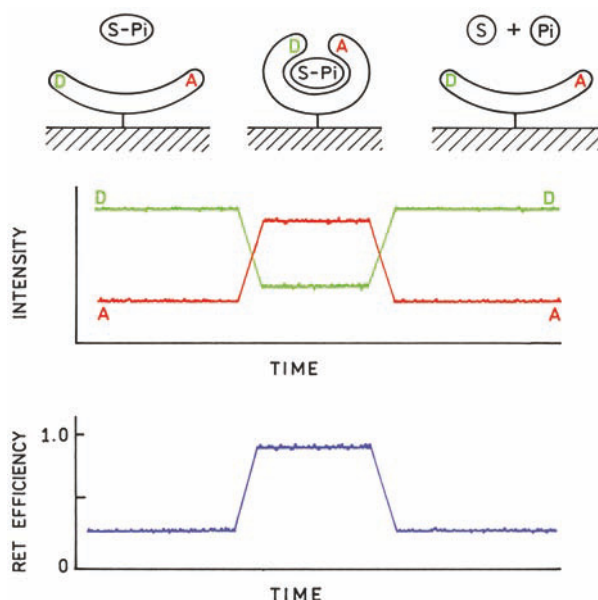 S-Pi
S + Pi
D A
D A
S-Pi
D A
D D
A A
INTENSITY
TIME
1.0
0
RET EFFICIENCY
TIME